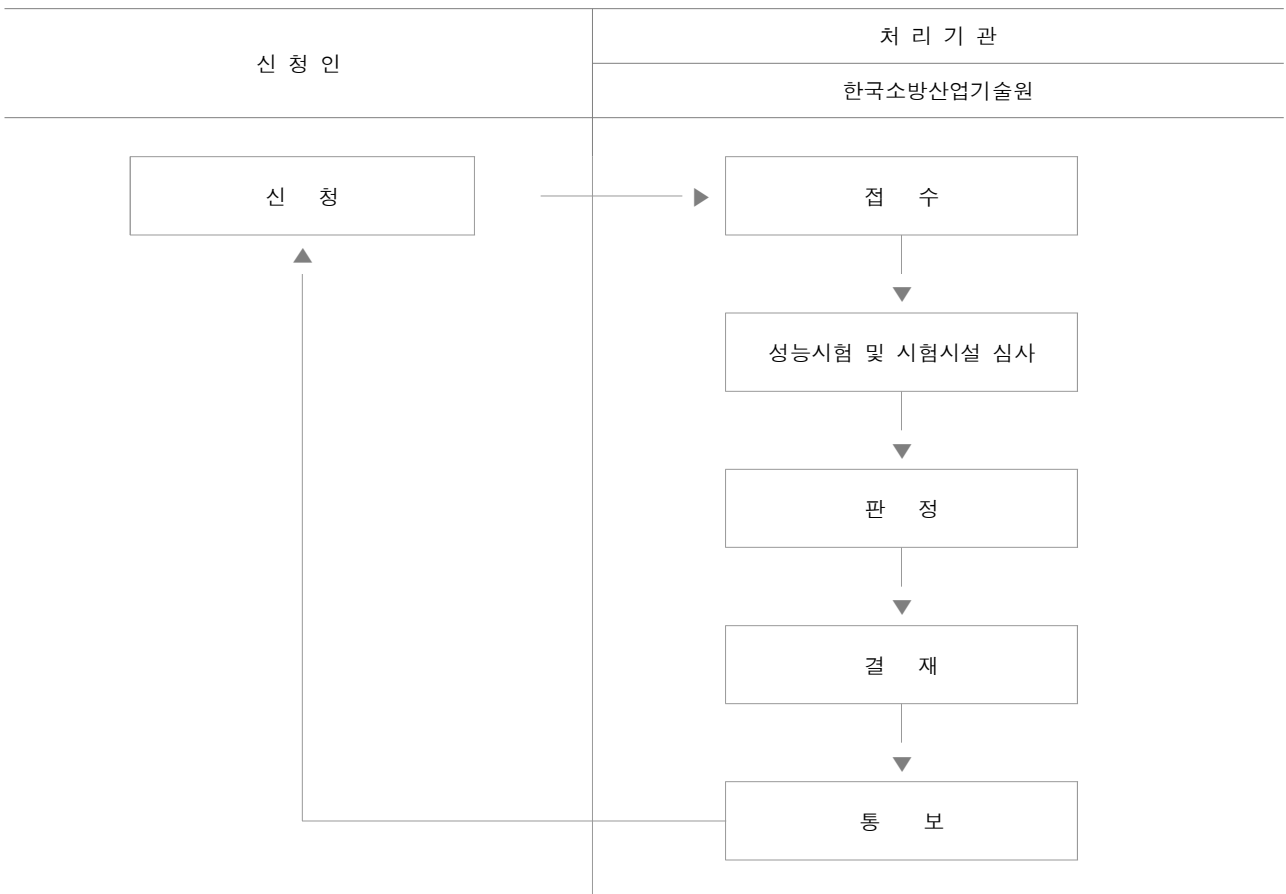 신 청 인
처 리 기 관
한국소방산업기술원
신 청
접 수
성능시험 및 시험시설 심사
판 정
결 재
통 보